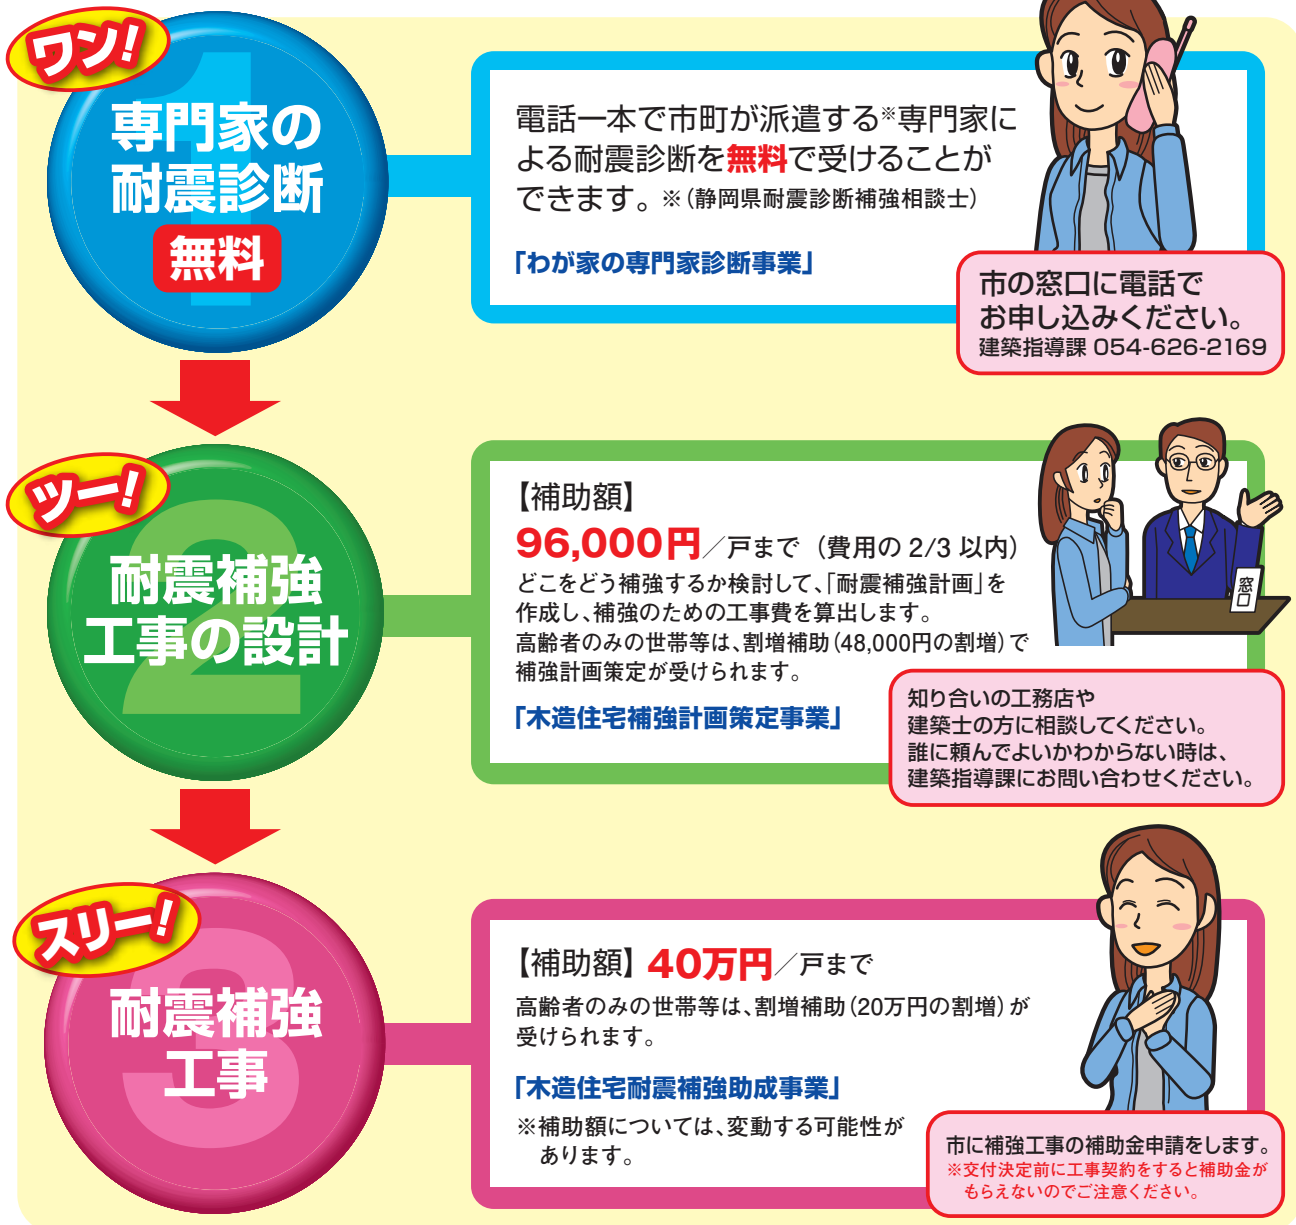 ワン!
1
専門家の
耐震診断
無料
電話一本で市町が派遣する※専門家に
よる耐震診断を無料で受けることが
できます。※（静岡県耐震診断補強相談士）
「わが家の専門家診断事業」
市の窓口に電話で
お申し込みください。
建築指導課 054-626-2169
ツー!
2
耐震補強
工事の設計
【補助額】
96,000円／戸まで（費用の 2/3 以内）
どこをどう補強するか検討して、「耐震補強計画」を
作成し、補強のための工事費を算出します。
高齢者のみの世帯等は、割増補助（48,000円の割増）で
補強計画策定が受けられます。
「木造住宅補強計画策定事業」
窓口
知り合いの工務店や
建築士の方に相談してください。
誰に頼んでよいかわからない時は、
建築指導課にお問い合わせください。
スリー!
3
耐震補強
工事
【補助額】40万円／戸まで
高齢者のみの世帯等は、割増補助（20万円の割増）が
受けられます。
「木造住宅耐震補強助成事業」
※補助額については、変動する可能性が
あります。
市に補強工事の補助金申請をします。
※交付決定前に工事契約をすると補助金が
もらえないのでご注意ください。